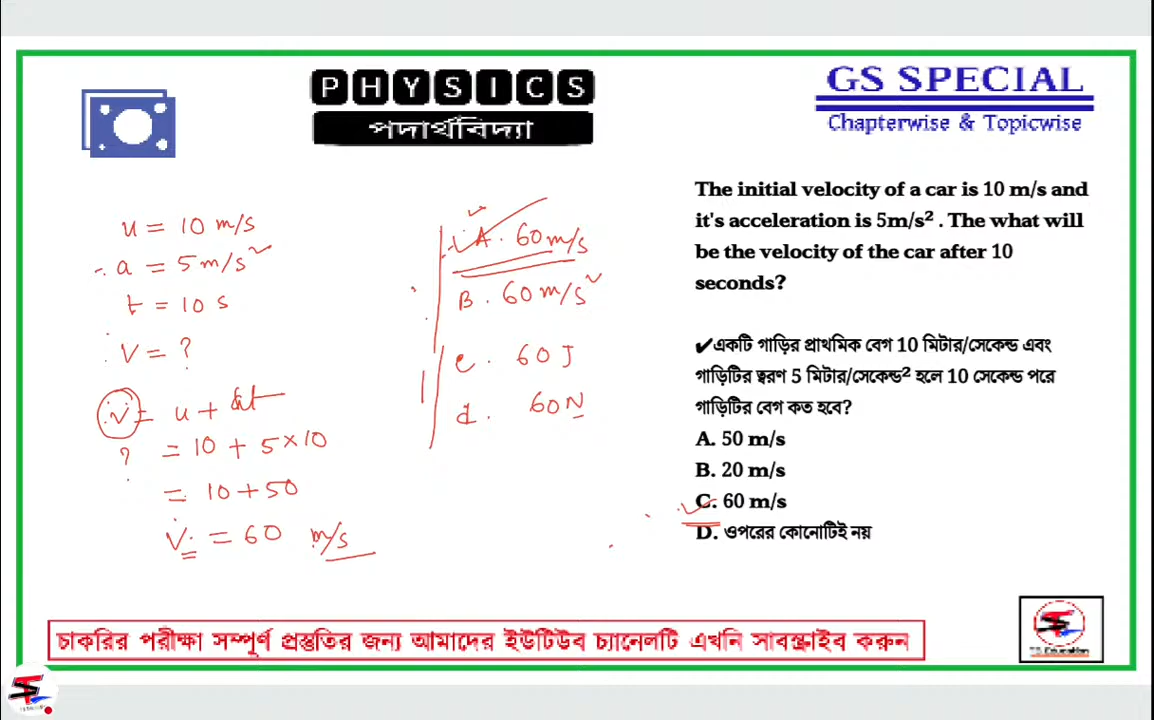 PHYSICS
পদার্থবিদ্যা
GS SPECIAL
Chapterwise & Topicwise
u = 10 m/s
a = 5 m/s²
t = 10 s
V = ?
V = u + at
?
= 10 + 5×10
= 10+50
V = 60 m/s
A. 60 m/s
B. 60 m/s²
c. 60 J
d. 60 N
The initial velocity of a car is 10 m/s and
it's acceleration is 5m/s² . The what will
be the velocity of the car after 10
seconds?
✔একটি গাড়ির প্রাথমিক বেগ 10 মিটার/সেকেন্ড এবং
গাড়িটির ত্বরণ 5 মিটার/সেকেন্ড² হলে 10 সেকেন্ড পরে
গাড়িটির বেগ কত হবে?
A. 50 m/s
B. 20 m/s
C. 60 m/s
D. ওপরের কোনোটিই নয়
চাকরির পরীক্ষা সম্পূর্ণ প্রস্তুতির জন্য আমাদের ইউটিউব চ্যানেলটি এখনি সাবস্ক্রাইব করুন